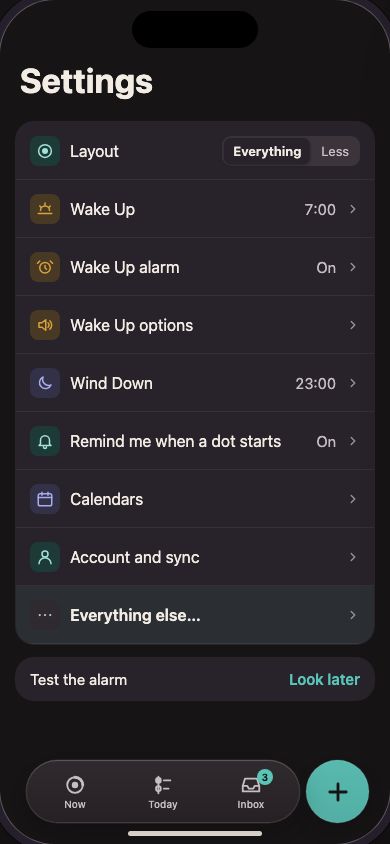 Settings
Layout Everything Less
Wake Up 7:00
Wake Up alarm On
Wake Up options
Wind Down 23:00
Remind me when a dot starts On
Calendars
Account and sync
Everything else...
Test the alarm Look later
3
Now Today Inbox